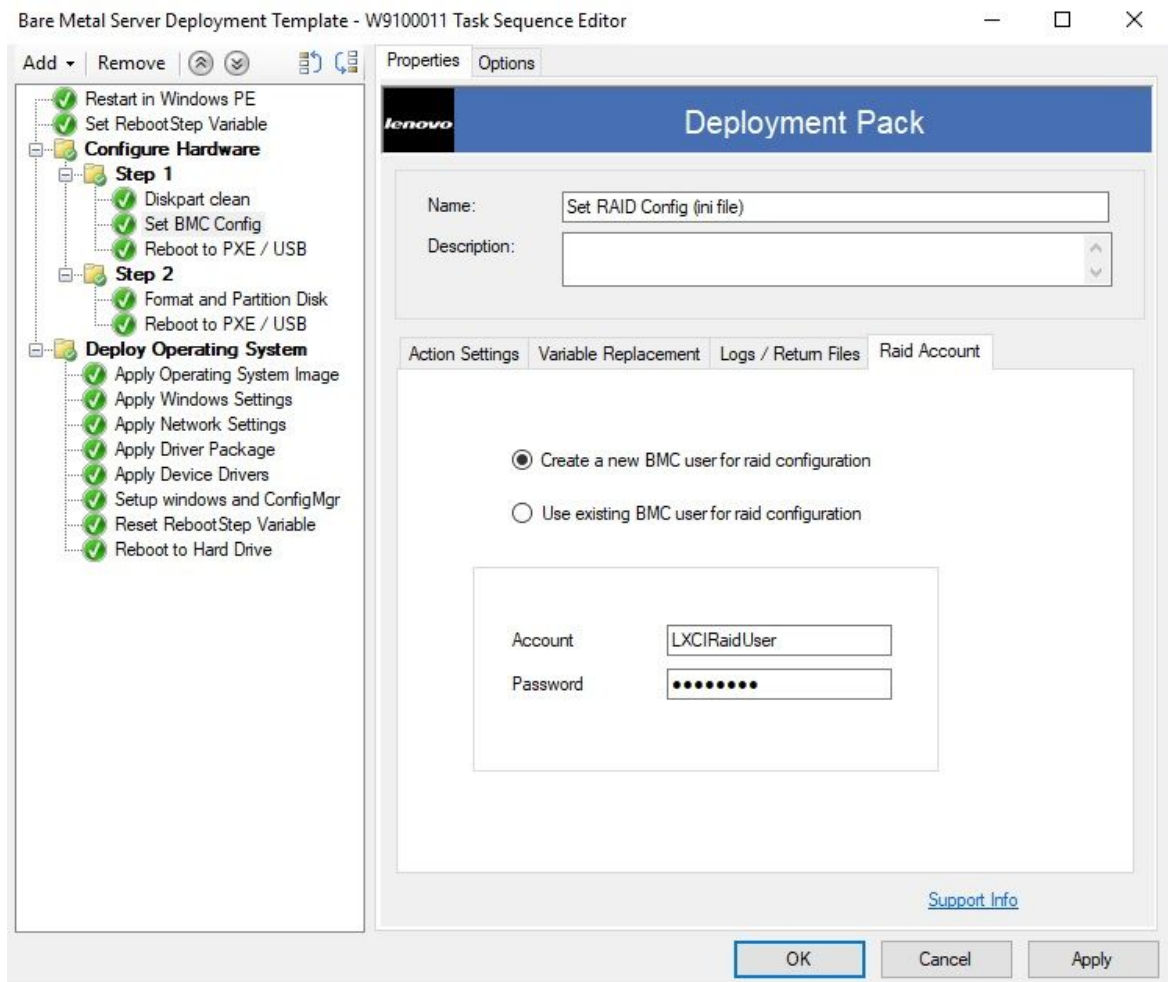 Bare Metal Server Deployment Template - W9100011 Task Sequence Editor
Add
Remove
Restart in Windows PE
Set RebootStep Variable
Configure Hardware
Step 1
Diskpart clean
Set BMC Config
Reboot to PXE / USB
Step 2
Format and Partition Disk
Reboot to PXE / USB
Deploy Operating System
Apply Operating System Image
Apply Windows Settings
Apply Network Settings
Apply Driver Package
Apply Device Drivers
Setup windows and ConfigMgr
Reset RebootStep Variable
Reboot to Hard Drive
Properties Options
lenovo Deployment Pack
Name: Set RAID Config (ini file)
Description:
Action Settings Variable Replacement Logs / Return Files Raid Account
Create a new BMC user for raid configuration
Use existing BMC user for raid configuration
Account LXCIRaidUser
Password ●●●●●●●●
Support Info
OK Cancel Apply